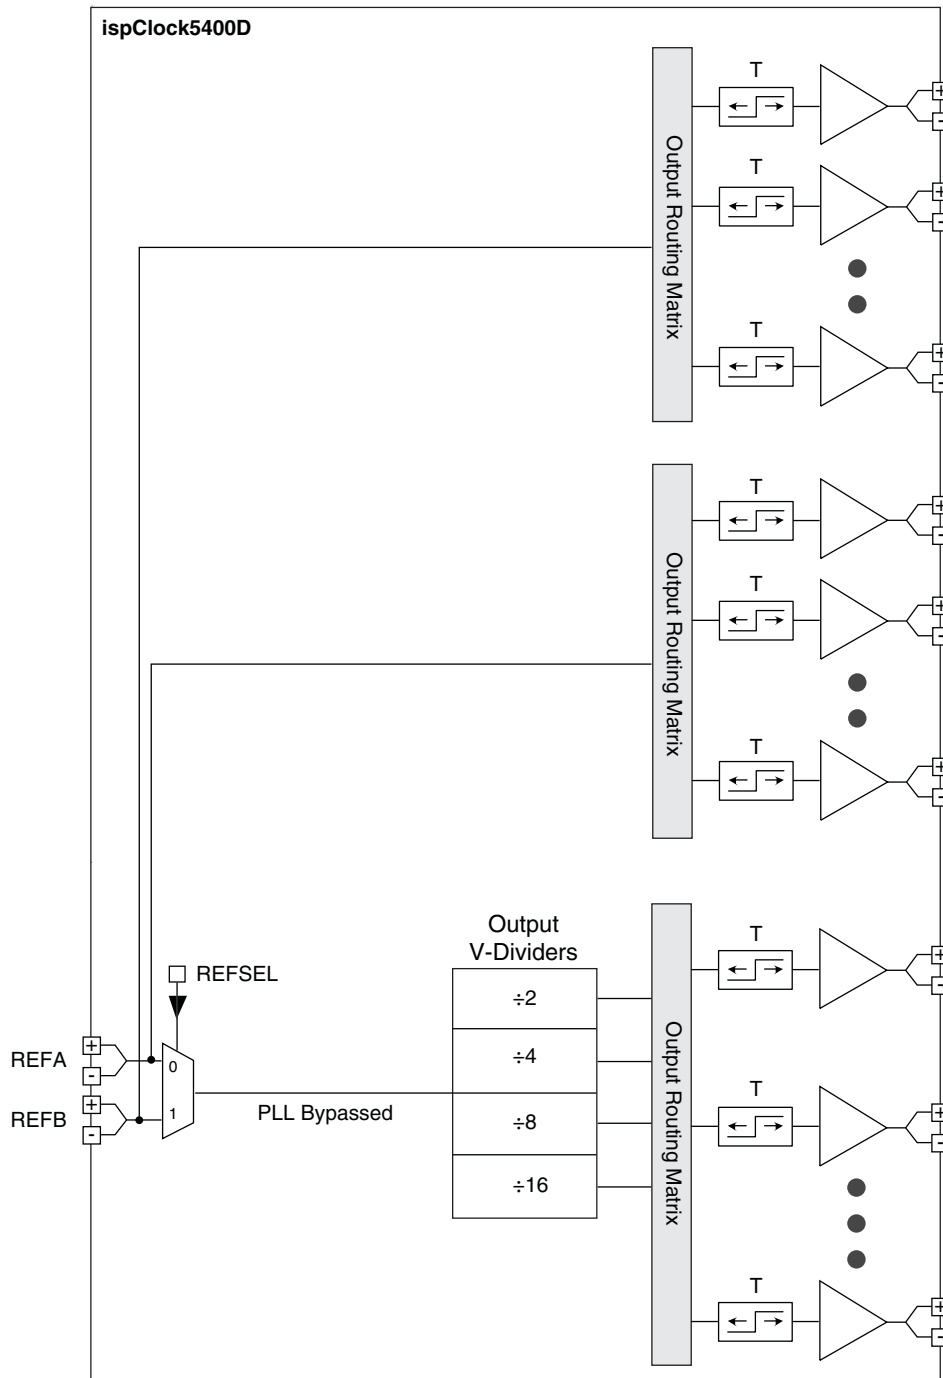 ispClock5400D
T
+
-
T
+
-
Output Routing Matrix
T
+
-
T
+
-
T
+
-
Output Routing Matrix
T
+
-
Output
V-Dividers
T
+
-
REFSEL
÷2
÷4
÷8
÷16
Output Routing Matrix
REFA
+
-
0
REFB
+
-
1
PLL Bypassed
T
+
-
T
+
-